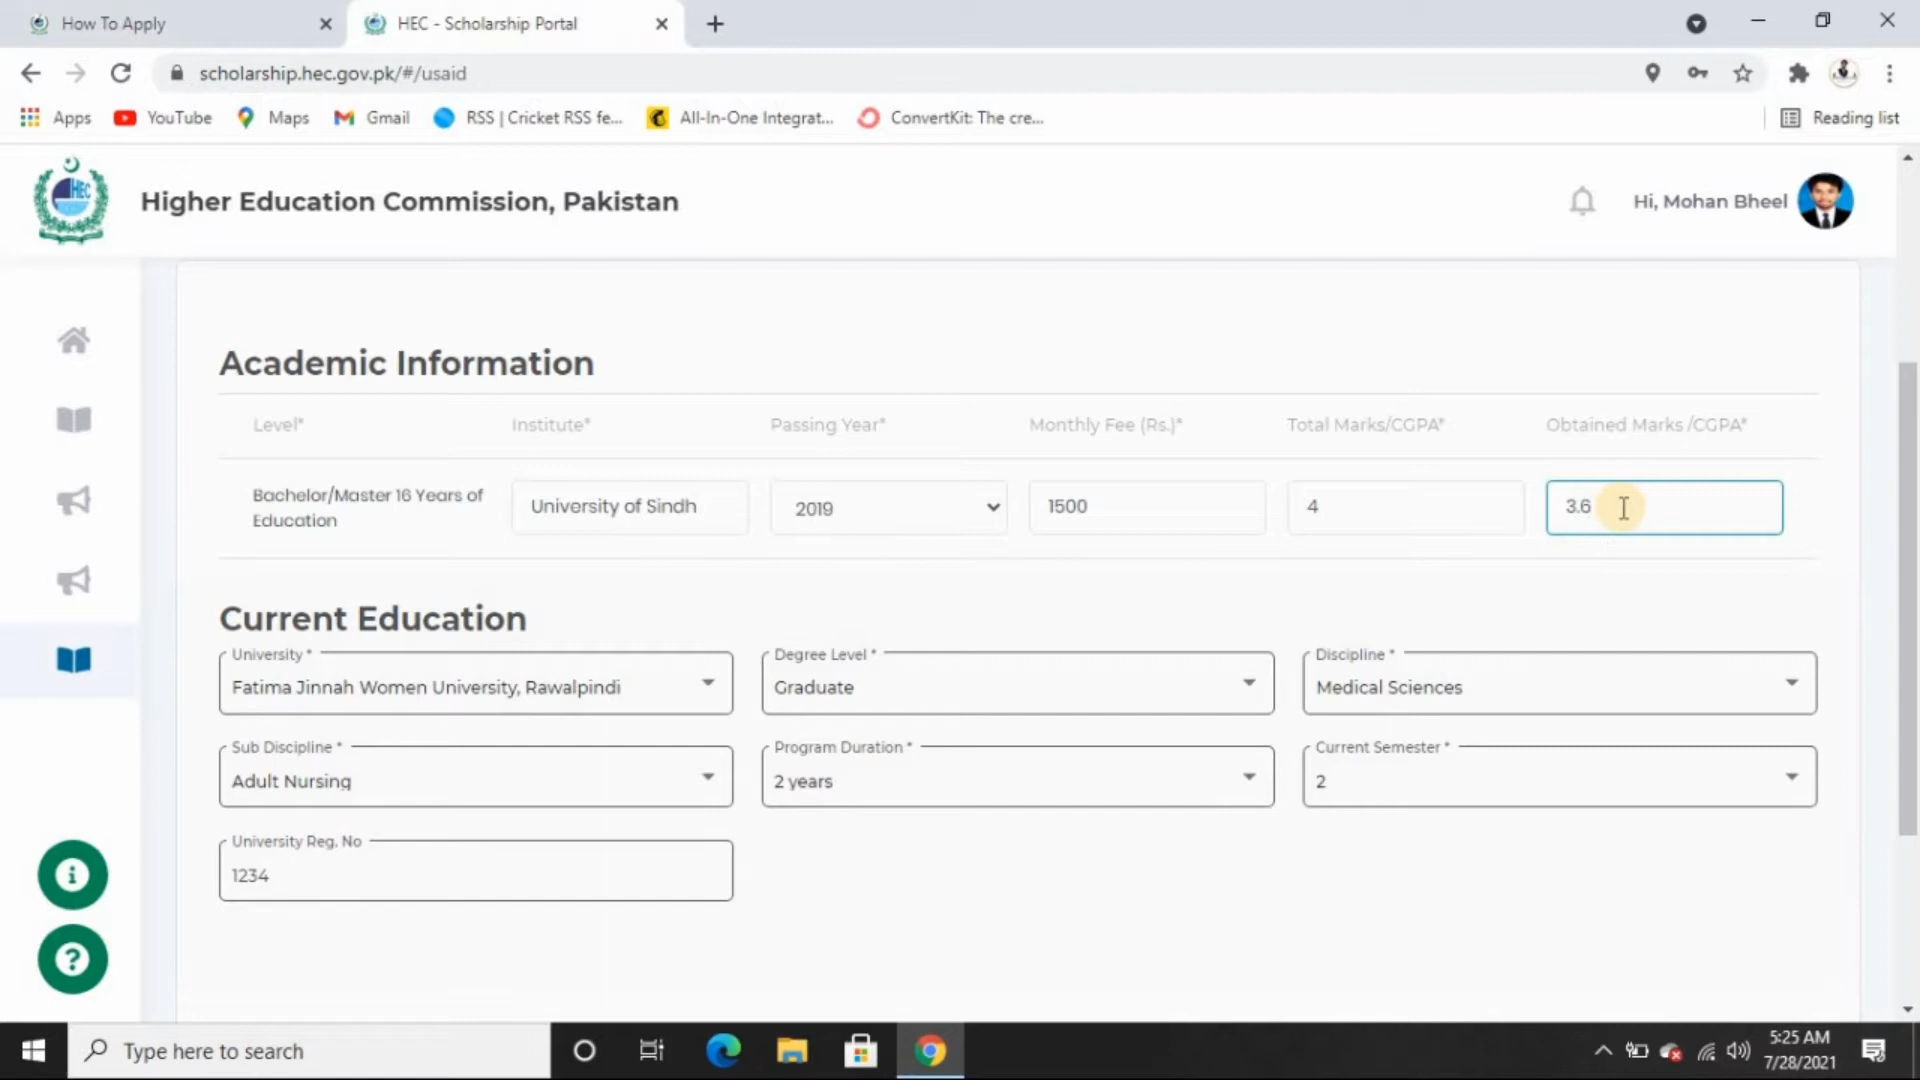 How To Apply
HEC - Scholarship Portal
scholarship.hec.gov.pk/#/usaid
Apps
YouTube
Maps
Gmail
RSS | Cricket RSS fe...
All-In-One Integrat...
ConvertKit: The cre...
Reading list
HEC
Higher Education Commission, Pakistan
Hi, Mohan Bheel
Academic Information
Level*
Institute*
Passing Year*
Monthly Fee (Rs.)*
Total Marks/CGPA*
Obtained Marks /CGPA*
Bachelor/Master 16 Years of
Education
University of Sindh
2019
1500
4
3.6
Current Education
University *
Fatima Jinnah Women University, Rawalpindi
Degree Level *
Graduate
Discipline *
Medical Sciences
Sub Discipline *
Adult Nursing
Program Duration *
2 years
Current Semester *
2
University Reg. No
1234
Type here to search
5:25 AM
7/28/2021